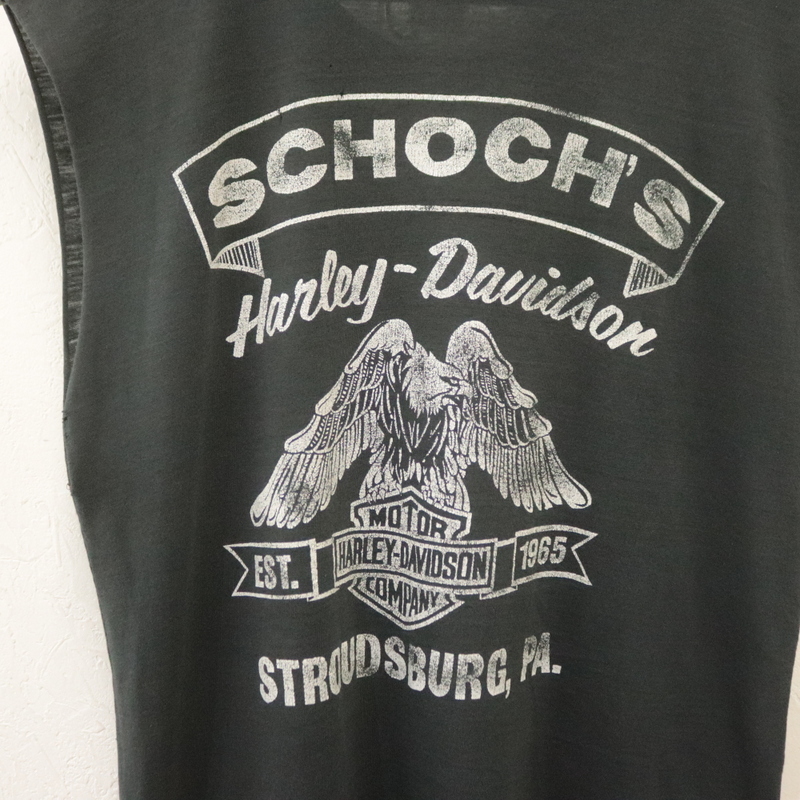 SCHOCH'S
Harley-Davidson
MOTOR
EST. HARLEY-DAVIDSON 1965
COMPANY
STROUDSBURG, PA.